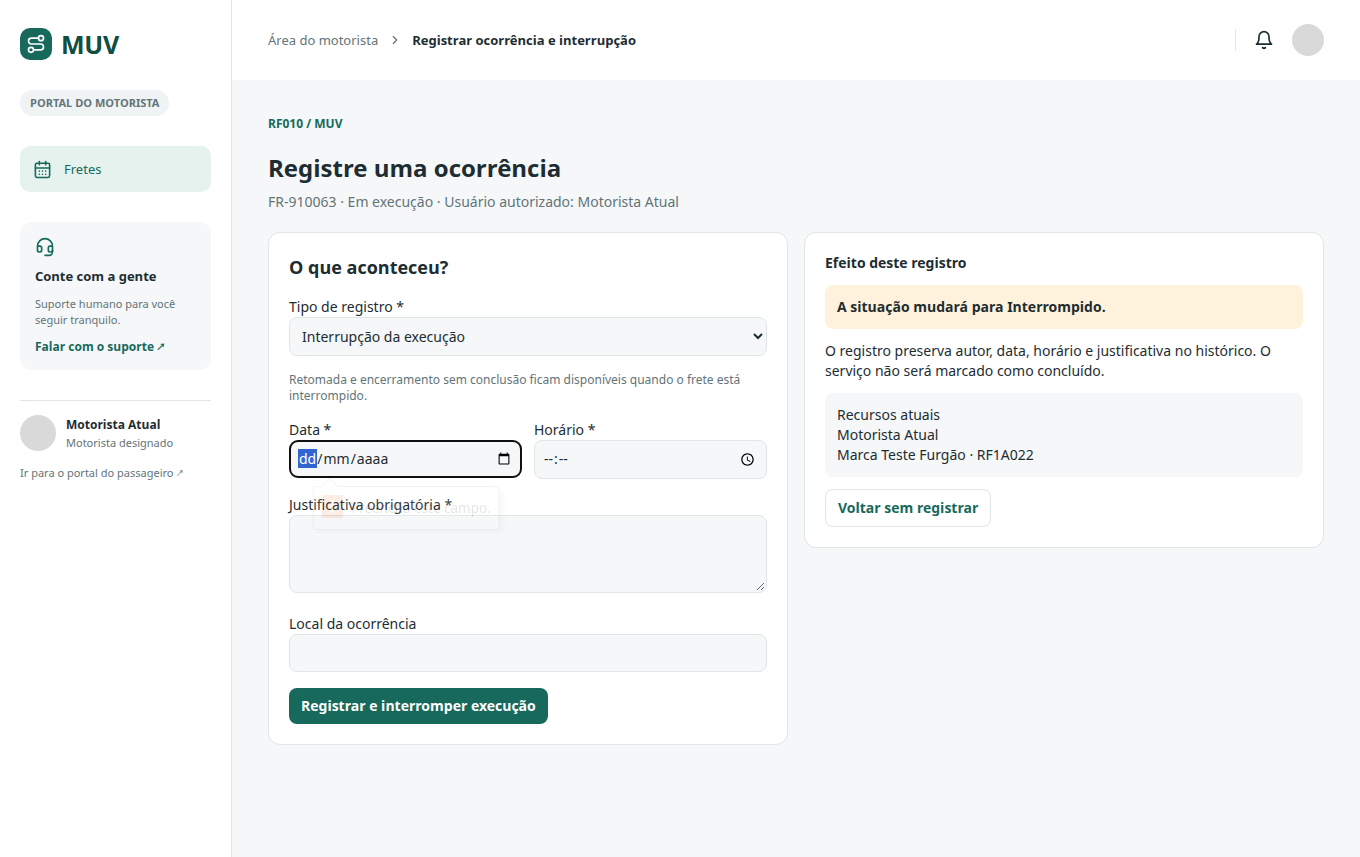 MUV
PORTAL DO MOTORISTA
Fretes
Conte com a gente
Suporte humano para você
seguir tranquilo.
Falar com o suporte ↗
Motorista Atual
Motorista designado
Ir para o portal do passageiro ↗
Área do motorista > Registrar ocorrência e interrupção
RF010 / MUV
Registre uma ocorrência
FR-910063 · Em execução · Usuário autorizado: Motorista Atual
O que aconteceu?
Tipo de registro *
Interrupção da execução
Retomada e encerramento sem conclusão ficam disponíveis quando o frete está
interrompido.
Data * Horário *
dd/mm/aaaa --:--
Justificativa obrigatória *
campo.
Local da ocorrência
Registrar e interromper execução
Efeito deste registro
A situação mudará para Interrompido.
O registro preserva autor, data, horário e justificativa no histórico. O
serviço não será marcado como concluído.
Recursos atuais
Motorista Atual
Marca Teste Furgão · RF1A022
Voltar sem registrar